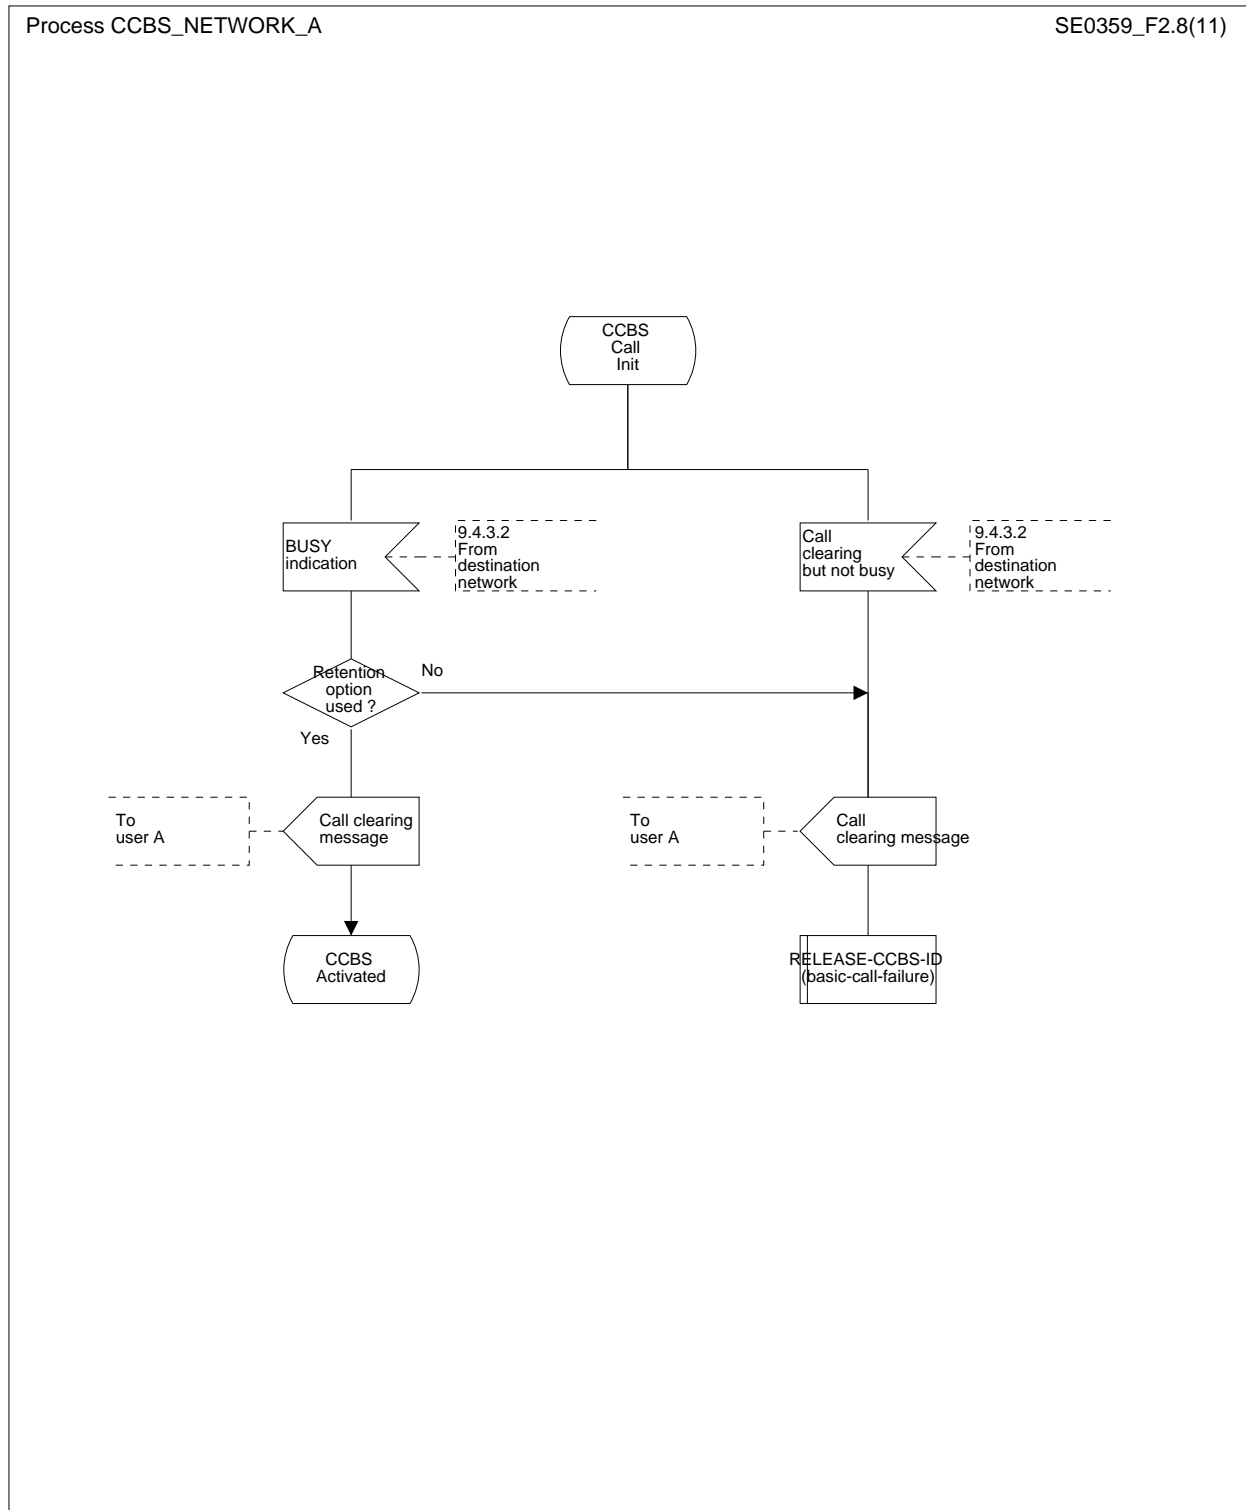 Process CCBS_NETWORK_A
SE0359_F2.8(11)
CCBS
Call
Init
BUSY
indication
9.4.3.2
From
destination
network
Call
clearing
but not busy
9.4.3.2
From
destination
network
Retention
option
used ?
No
Yes
To
user A
Call clearing
message
To
user A
Call
clearing message
CCBS
Activated
RELEASE-CCBS-ID
(basic-call-failure)